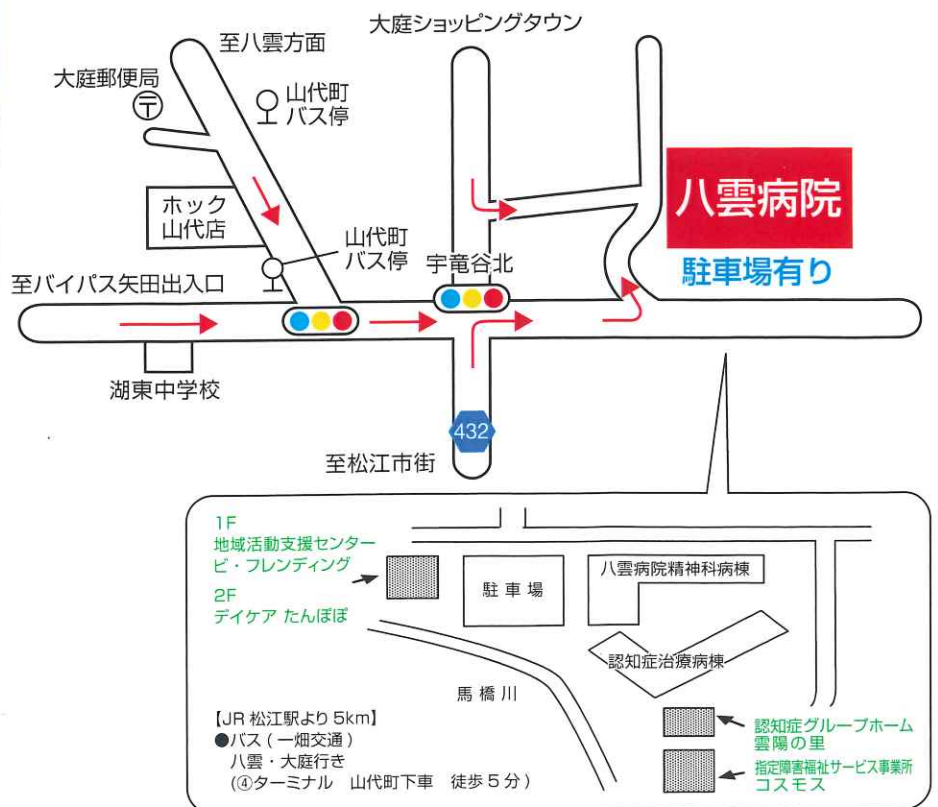 大庭ショッピングタウン
至八雲方面
大庭郵便局
山代町
バス停
八雲病院
駐車場有り
ホック
山代店
山代町
バス停
宇竜谷北
至バイパス矢田出入口
湖東中学校
432
至松江市街
1F
地域活動支援センター
ビ・フレンディング
2F
デイケア たんぽぽ
駐車場
八雲病院精神科病棟
認知症治療病棟
馬橋川
【JR 松江駅より 5km】
●バス ( 一畑交通 )
八雲・大庭行き
(④ターミナル 山代町下車 徒歩 5 分 )
認知症グループホーム
雲陽の里
指定障害福祉サービス事業所
コスモス